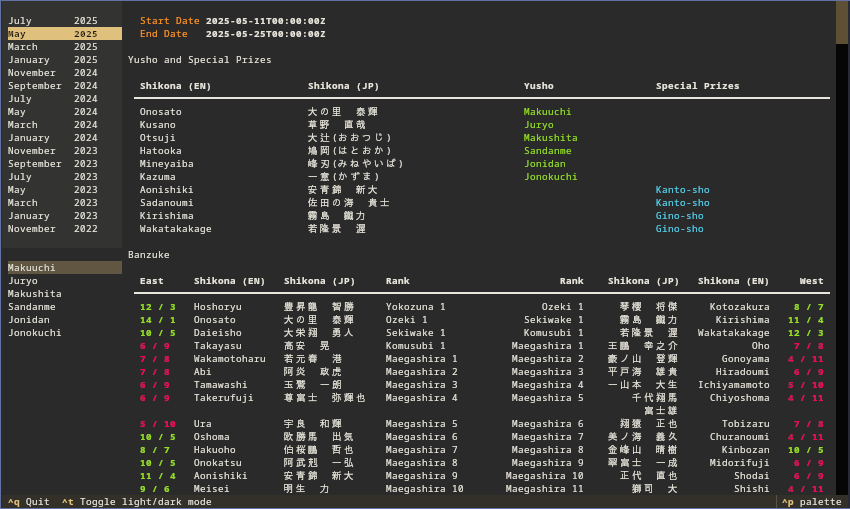 July 2025
May 2025
March 2025
January 2025
November 2024
September 2024
July 2024
May 2024
March 2024
January 2024
November 2023
September 2023
July 2023
May 2023
March 2023
January 2023
November 2022
Makuuchi
Juryo
Makushita
Sandanme
Jonidan
Jonokuchi
Start Date 2025-05-11T00:00:00Z
End Date 2025-05-25T00:00:00Z
Yusho and Special Prizes
Shikona (EN) Shikona (JP) Yusho Special Prizes
Onosato 大の里 泰輝 Makuuchi
Kusano 草野 直哉 Juryo
Otsuji 大辻(おおつじ) Makushita
Hatooka 鳩岡(はとおか) Sandanme
Mineyaiba 峰刃(みねやいば) Jonidan
Kazuma 一意(かずま) Jonokuchi
Aonishiki 安青錦 新大 Kanto-sho
Sadanoumi 佐田の海 貴士 Kanto-sho
Kirishima 霧島 鐵力 Gino-sho
Wakatakakage 若隆景 渥 Gino-sho
Banzuke
East Shikona (EN) Shikona (JP) Rank Rank Shikona (JP) Shikona (EN) West
12 / 3 Hoshoryu 豊昇龍 智勝 Yokozuna 1 Ozeki 1 琴櫻 将傑 Kotozakura 8 / 7
14 / 1 Onosato 大の里 泰輝 Ozeki 1 Sekiwake 1 霧島 鐵力 Kirishima 11 / 4
10 / 5 Daieisho 大栄翔 勇人 Sekiwake 1 Komusubi 1 若隆景 渥 Wakatakakage 12 / 3
6 / 9 Takayasu 高安 晃 Komusubi 1 Maegashira 1 王鵬 幸之介 Oho 7 / 8
7 / 8 Wakamotoharu 若元春 港 Maegashira 1 Maegashira 2 豪ノ山 登輝 Gonoyama 4 / 11
7 / 8 Abi 阿炎 政虎 Maegashira 2 Maegashira 3 平戸海 雄貴 Hiradoumi 6 / 9
6 / 9 Tamawashi 玉鷲 一朗 Maegashira 3 Maegashira 4 一山本 大生 Ichiyamamoto 5 / 10
6 / 9 Takerufuji 尊富士 弥輝也 Maegashira 4 Maegashira 5 千代翔馬 Chiyoshoma 4 / 11
富士雄
5 / 10 Ura 宇良 和輝 Maegashira 5 Maegashira 6 翔猿 正也 Tobizaru 7 / 8
10 / 5 Oshoma 欧勝馬 出気 Maegashira 6 Maegashira 7 美ノ海 義久 Churanoumi 4 / 11
8 / 7 Hakuoho 伯桜鵬 哲也 Maegashira 7 Maegashira 8 金峰山 晴樹 Kinbozan 10 / 5
10 / 5 Onokatsu 阿武剋 一弘 Maegashira 8 Maegashira 9 翠富士 一成 Midorifuji 6 / 9
11 / 4 Aonishiki 安青錦 新大 Maegashira 9 Maegashira 10 正代 直也 Shodai 6 / 9
9 / 6 Meisei 明生 力 Maegashira 10 Maegashira 11 獅司 大 Shishi 4 / 11
^q Quit ^t Toggle light/dark mode ^p palette